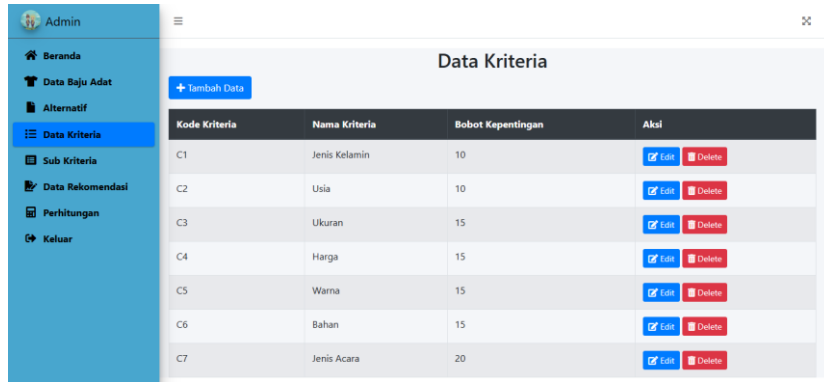 Admin
Beranda
Data Baju Adat
Alternatif
Data Kriteria
Sub Kriteria
Data Rekomendasi
Perhitungan
Keluar
Data Kriteria
+ Tambah Data
Kode Kriteria Nama Kriteria Bobot Kepentingan Aksi
C1 Jenis Kelamin 10 Edit Delete
C2 Usia 10 Edit Delete
C3 Ukuran 15 Edit Delete
C4 Harga 15 Edit Delete
C5 Warna 15 Edit Delete
C6 Bahan 15 Edit Delete
C7 Jenis Acara 20 Edit Delete